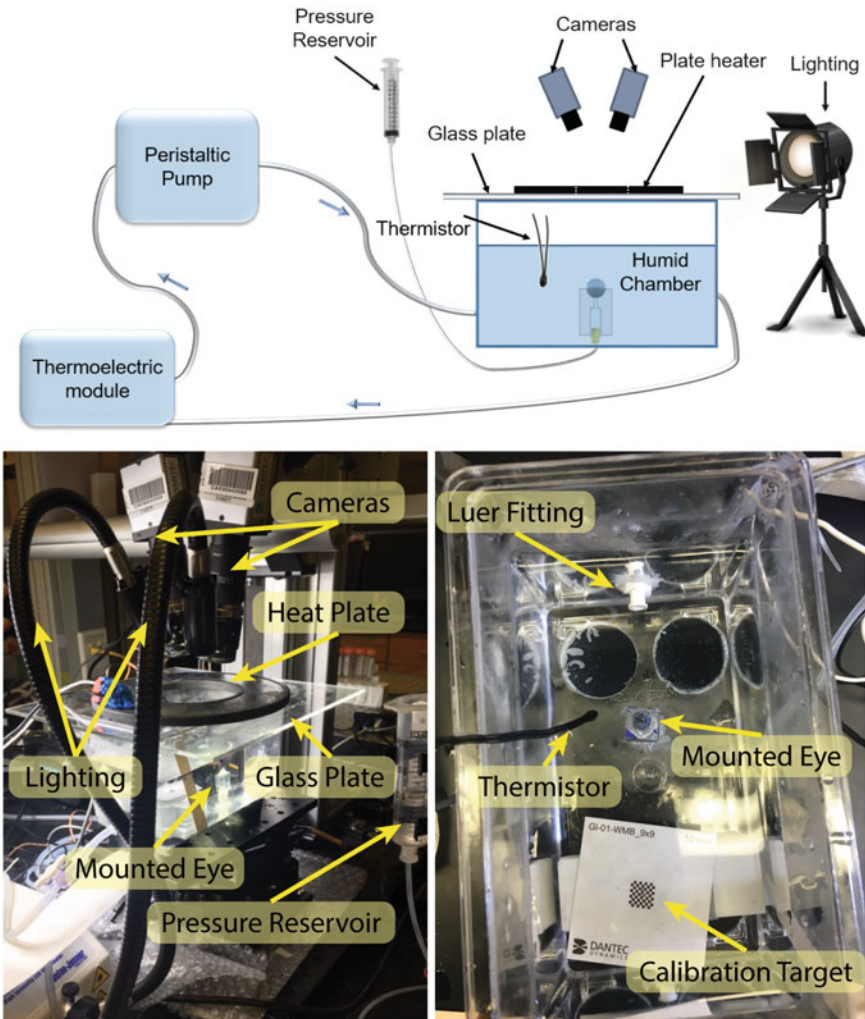 Pressure
Reservoir
Cameras
Plate heater
Lighting
Glass plate
Peristaltic
Pump
Thermistor
Humid
Chamber
Thermoelectric
module
Cameras
Heat Plate
Lighting
Glass Plate
Mounted Eye
Pressure Reservoir
Luer Fitting
Mounted Eye
Thermistor
GI-01-WMB_9x9
DANTEC
DYNAMICS
Calibration Target